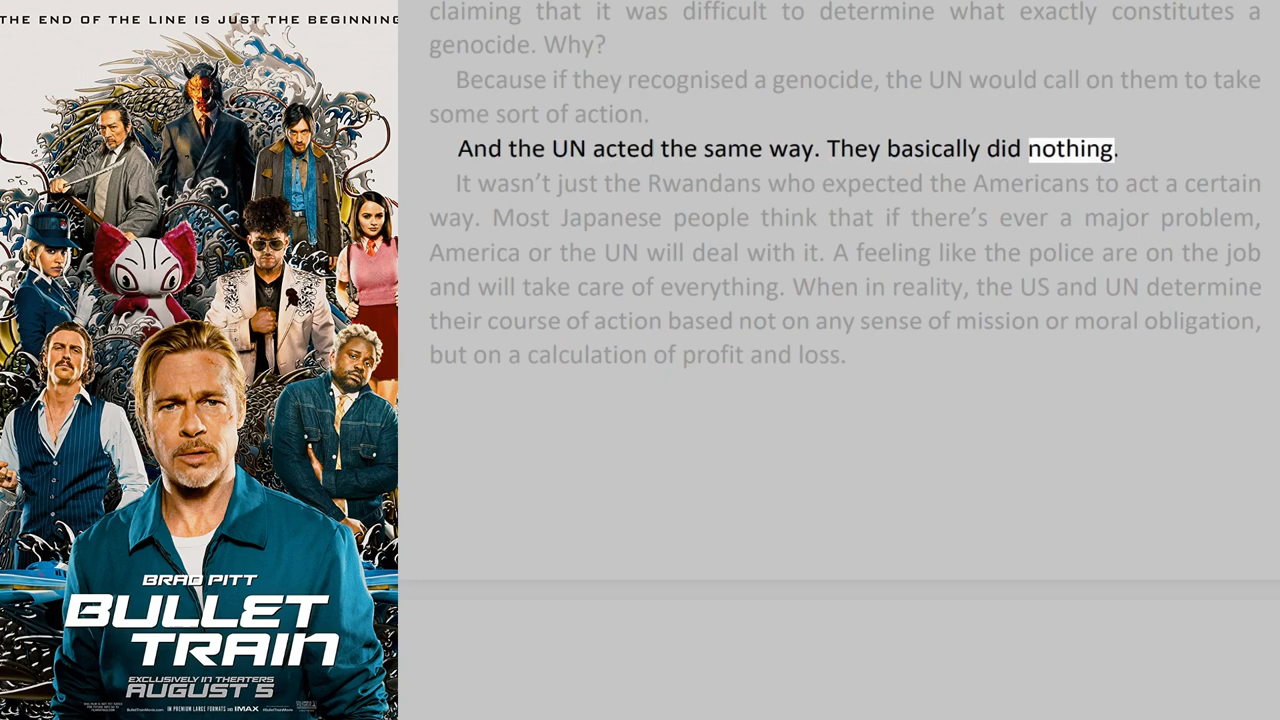 THE END OF THE LINE IS JUST THE BEGINNING
BRAD PITT
BULLET
TRAIN
EXCLUSIVELY IN THEATERS
AUGUST 5
BulletTrainMovie.com
IN PREMIUM LARGE FORMATS AND IMAX
#BulletTrainMovie
claiming that it was difficult to determine what exactly constitutes a
genocide. Why?
Because if they recognised a genocide, the UN would call on them to take
some sort of action.
And the UN acted the same way. They basically did nothing.
It wasn’t just the Rwandans who expected the Americans to act a certain
way. Most Japanese people think that if there’s ever a major problem,
America or the UN will deal with it. A feeling like the police are on the job
and will take care of everything. When in reality, the US and UN determine
their course of action based not on any sense of mission or moral obligation,
but on a calculation of profit and loss.